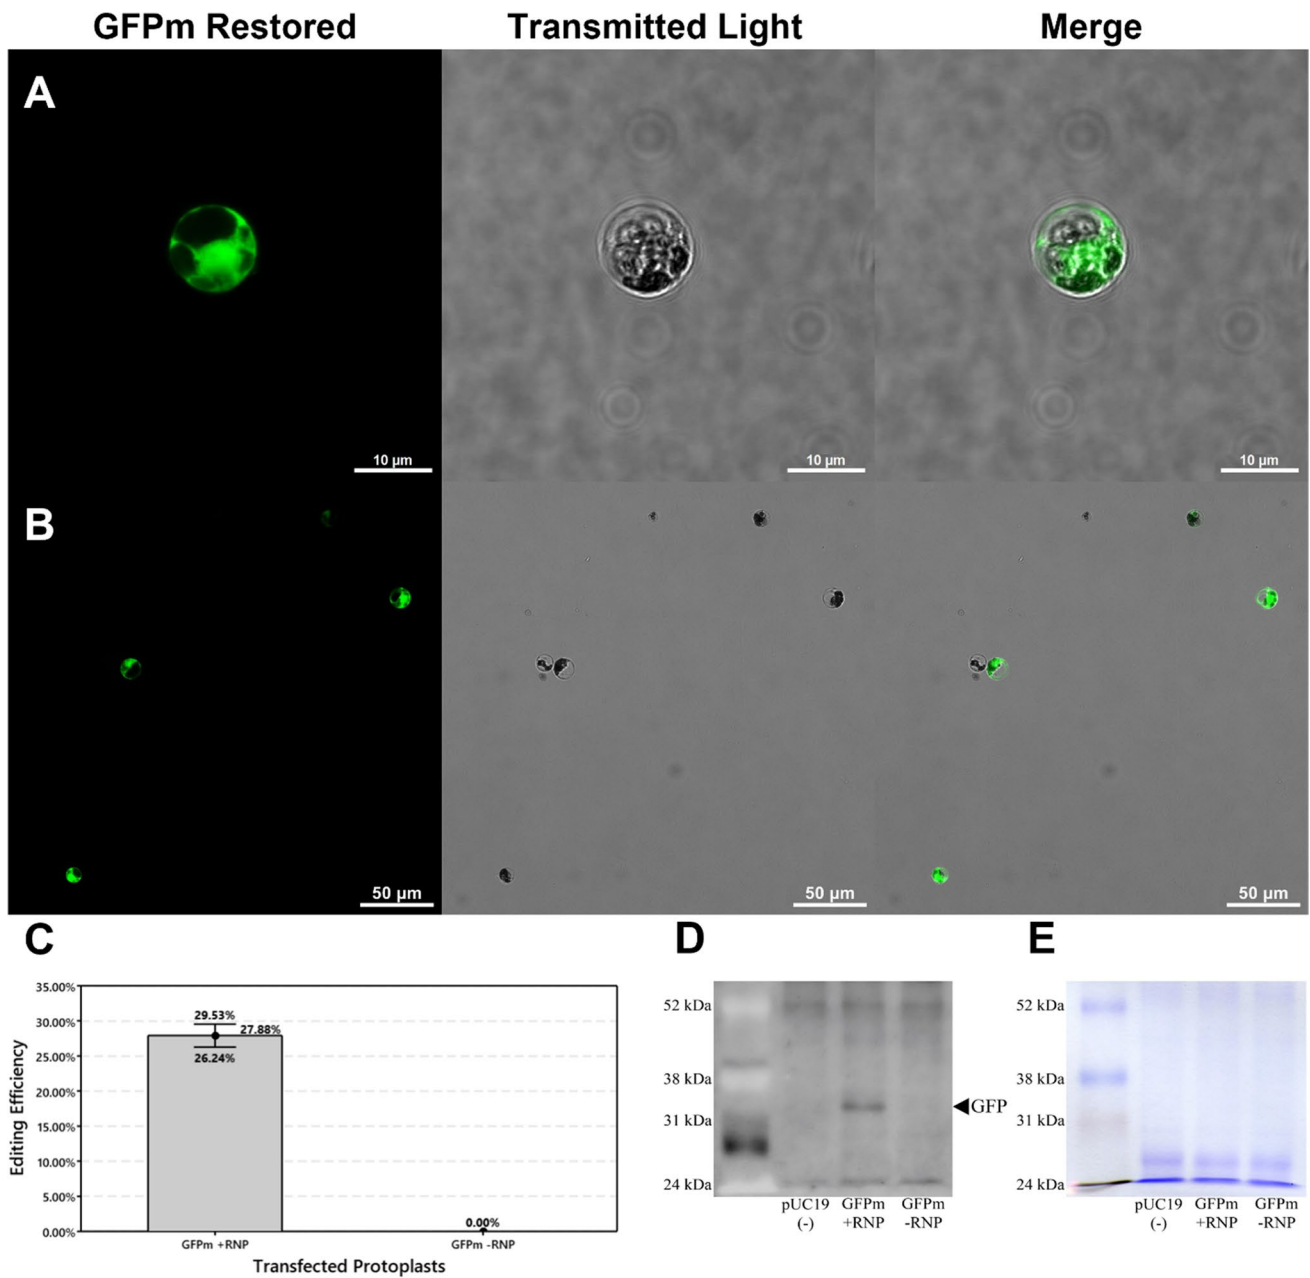 GFPm Restored
Transmitted Light
Merge
A
10 µm
10 µm
10 µm
B
50 µm
50 µm
50 µm
C
35.00%
30.00%
25.00%
20.00%
15.00%
10.00%
5.00%
0.00%
Editing Efficiency
29.53%
27.88%
26.24%
0.00%
GFPm +RNP
GFPm -RNP
Transfected Protoplasts
D
52 kDa
38 kDa
31 kDa
24 kDa
GFP
pUC19
(-)
GFPm
+RNP
GFPm
-RNP
E
52 kDa
38 kDa
31 kDa
24 kDa
pUC19
(-)
GFPm
+RNP
GFPm
-RNP